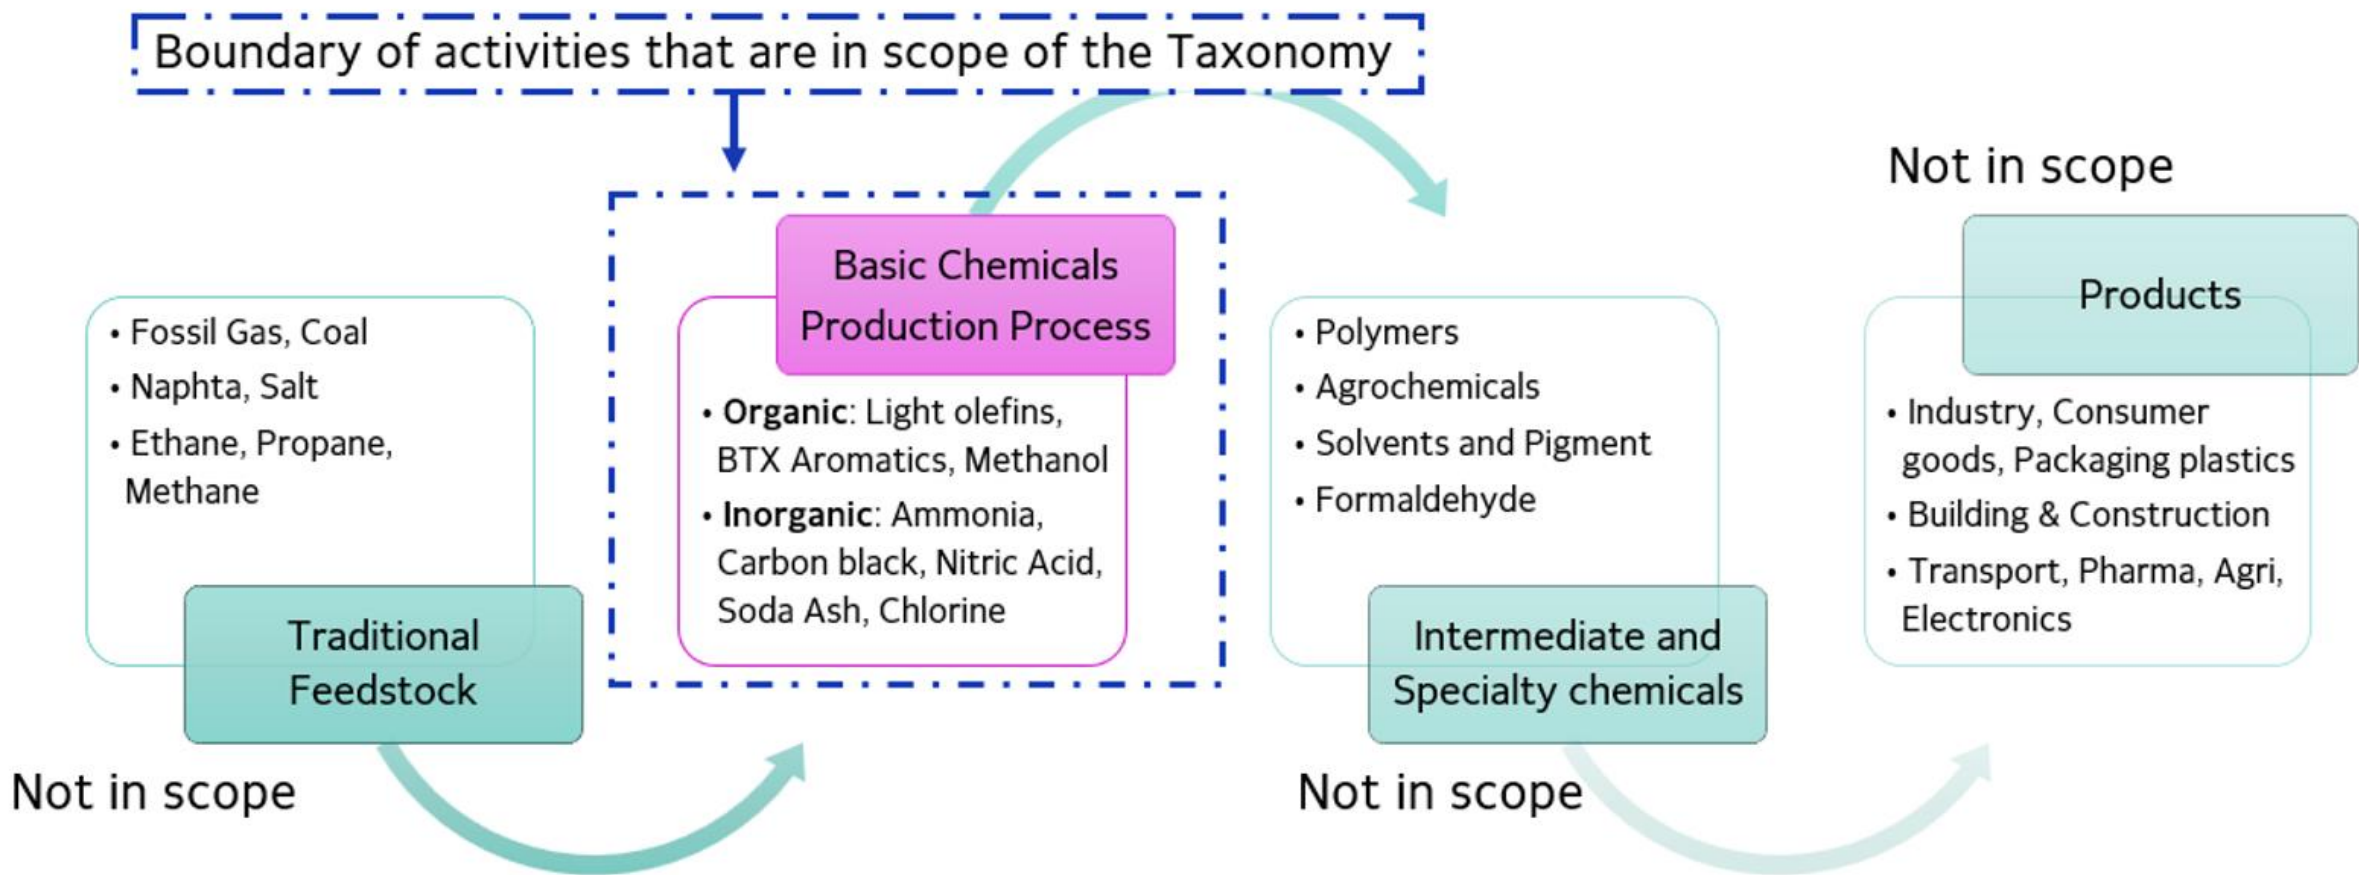 Boundary of activities that are in scope of the Taxonomy
• Fossil Gas, Coal
• Naphta, Salt
• Ethane, Propane,
Methane
Traditional
Feedstock
Not in scope
Basic Chemicals
Production Process
• Organic: Light olefins,
BTX Aromatics, Methanol
• Inorganic: Ammonia,
Carbon black, Nitric Acid,
Soda Ash, Chlorine
• Polymers
• Agrochemicals
• Solvents and Pigment
• Formaldehyde
Intermediate and
Specialty chemicals
Not in scope
Not in scope
Products
• Industry, Consumer
goods, Packaging plastics
• Building & Construction
• Transport, Pharma, Agri,
Electronics